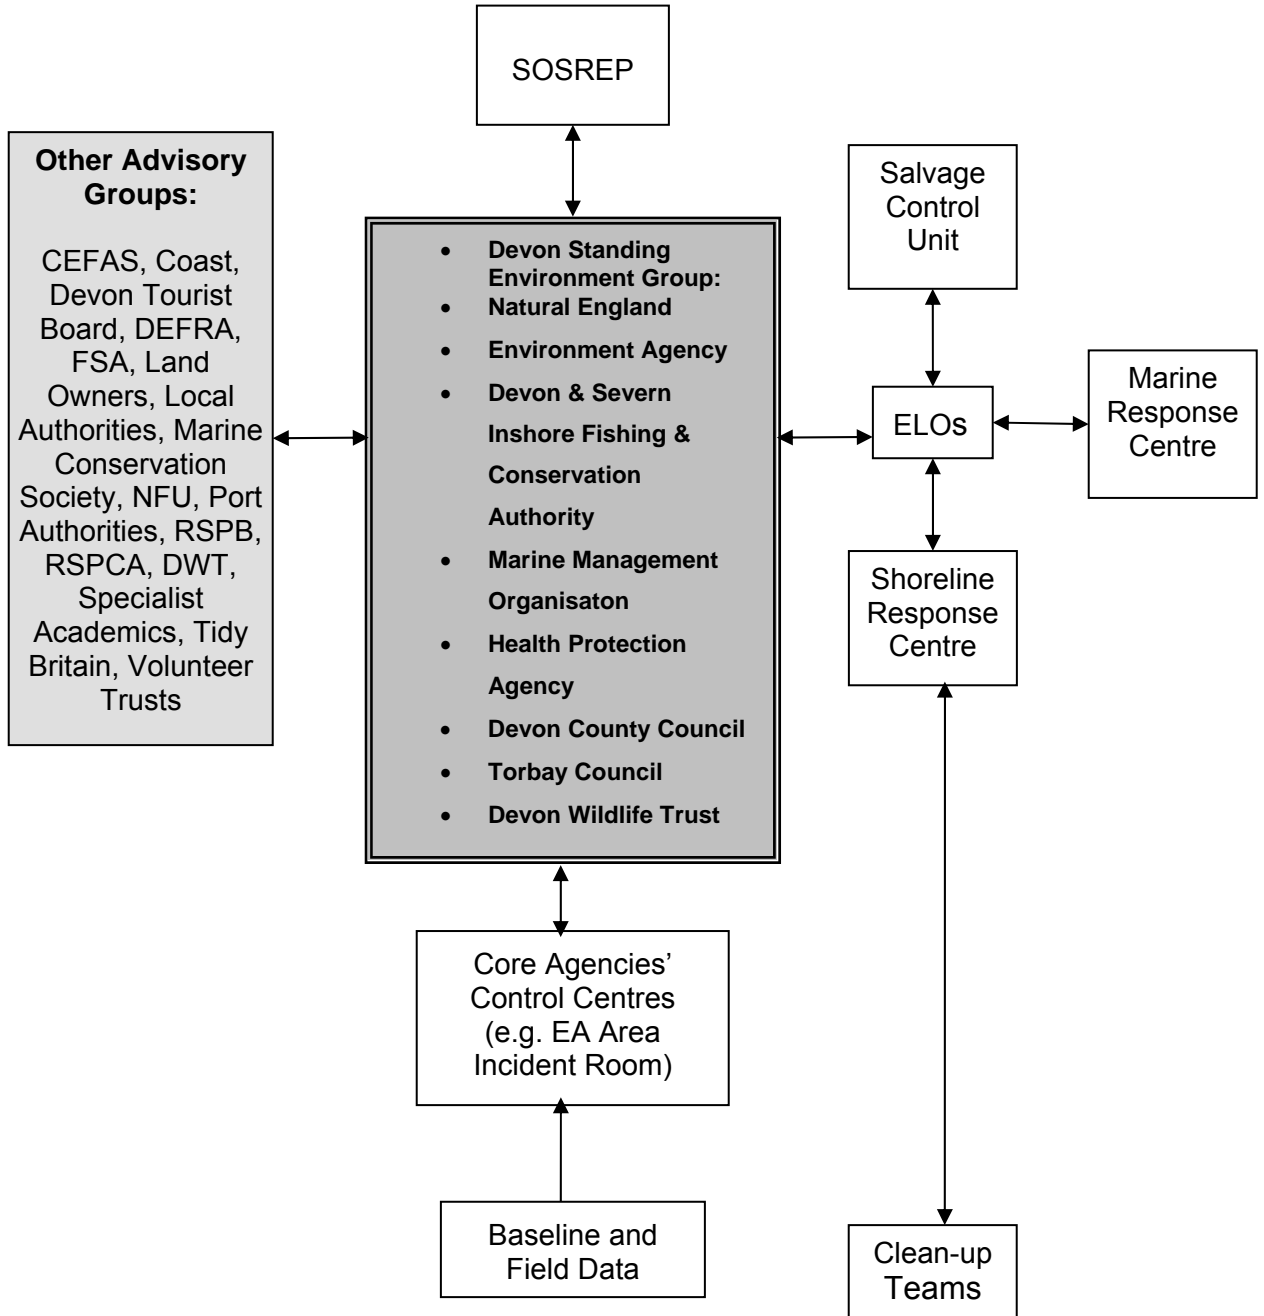 SOSREP
Other Advisory
Groups:
CEFAS, Coast,
Devon Tourist
Board, DEFRA,
FSA, Land
Owners, Local
Authorities, Marine
Conservation
Society, NFU, Port
Authorities, RSPB,
RSPCA, DWT,
Specialist
Academics, Tidy
Britain, Volunteer
Trusts
• Devon Standing
Environment Group:
• Natural England
• Environment Agency
• Devon & Severn
Inshore Fishing &
Conservation
Authority
• Marine Management
Organisaton
• Health Protection
Agency
• Devon County Council
• Torbay Council
• Devon Wildlife Trust
Salvage
Control
Unit
ELOs
Marine
Response
Centre
Shoreline
Response
Centre
Core Agencies’
Control Centres
(e.g. EA Area
Incident Room)
Baseline and
Field Data
Clean-up
Teams